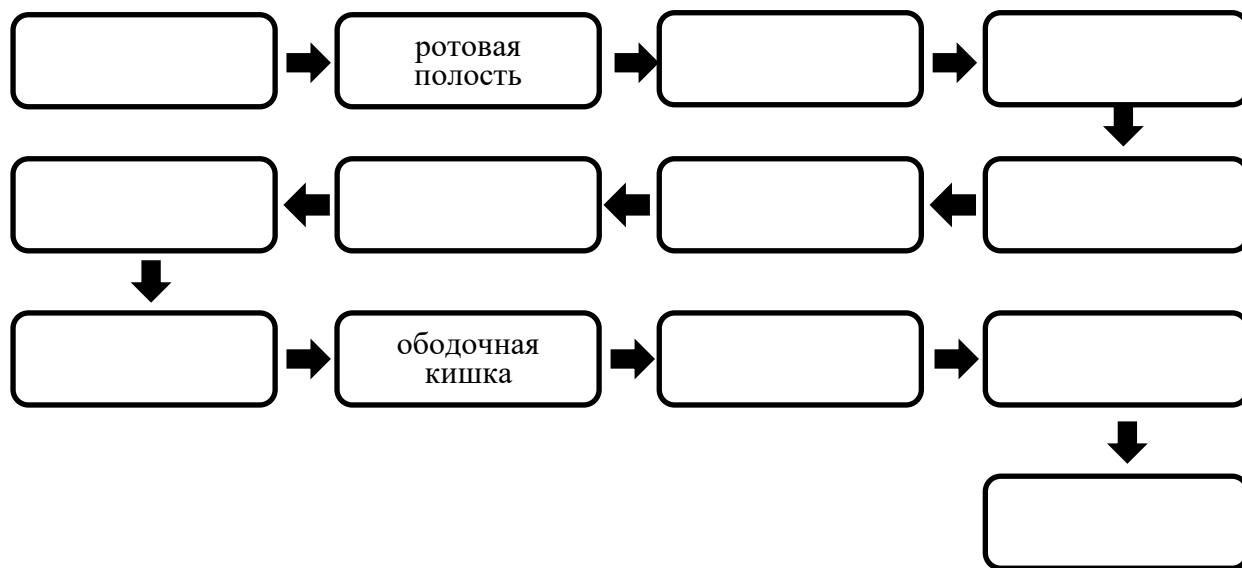 ротовая
полость
ободочная
кишка